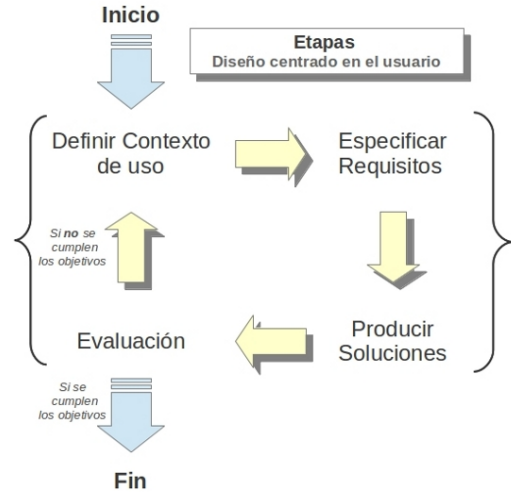 Inicio
Etapas
Diseño centrado en el usuario
Definir Contexto
de uso
Especificar
Requisitos
Si no se
cumplen
los objetivos
Evaluación
Producir
Soluciones
Si se
cumplen
los objetivos
Fin